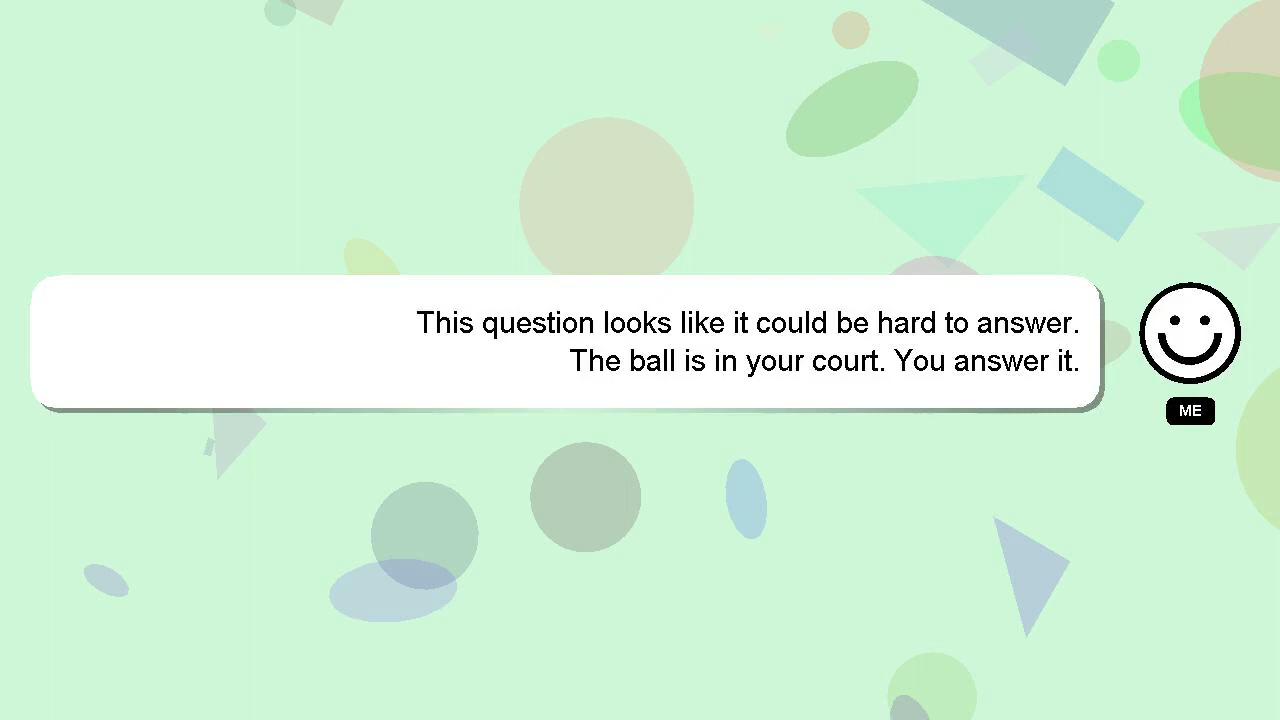 This question looks like it could be hard to answer.
The ball is in your court. You answer it.
ME